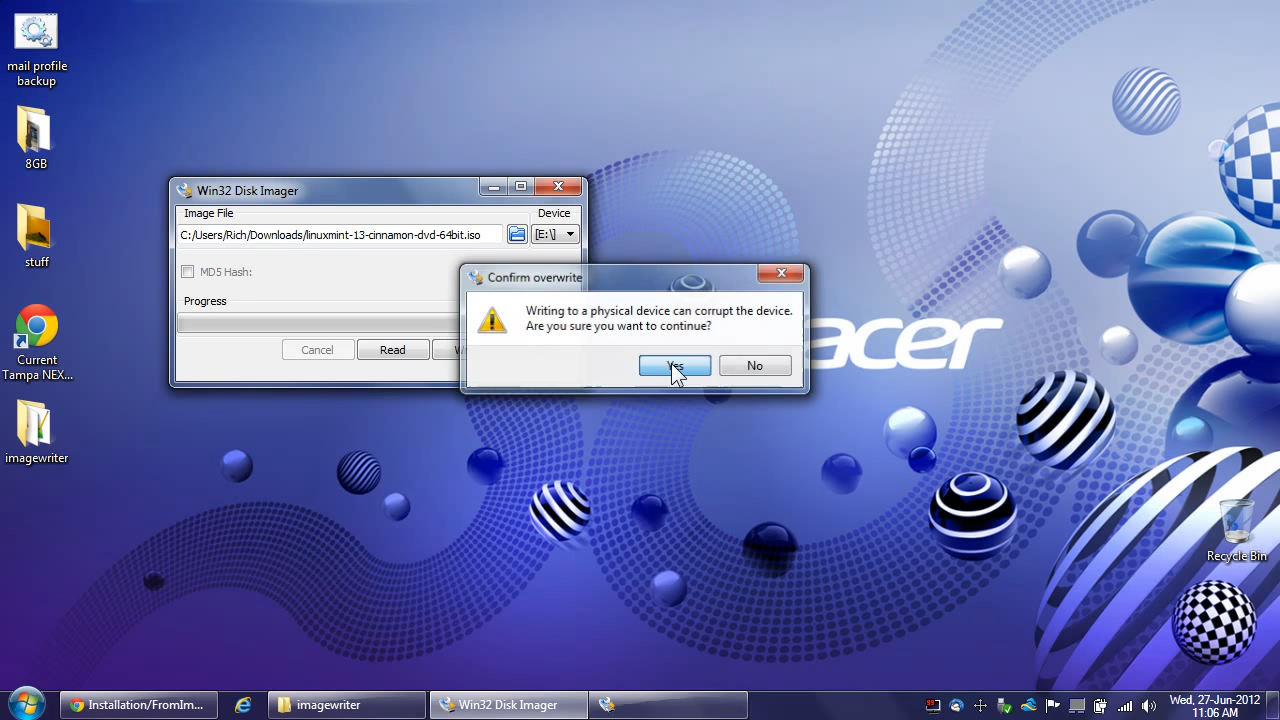 mail profile
backup
8GB
stuff
Current
Tampa NEX...
imagewriter
Win32 Disk Imager
Image File
Device
C:/Users/Rich/Downloads/linuxmint-13-cinnamon-dvd-64bit.iso
[E:\]
MD5 Hash:
Progress
Cancel
Read
Confirm overwrite
Writing to a physical device can corrupt the device.
Are you sure you want to continue?
Yes
No
acer
Recycle Bin
Installation/FromIm...
imagewriter
Win32 Disk Imager
Wed, 27-Jun-2012
11:06 AM